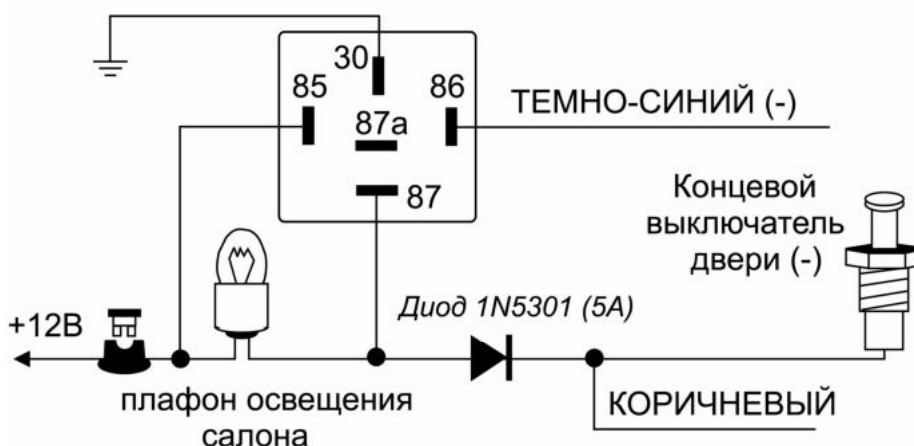 30
85
86
ТЕМНО-СИНИЙ (-)
87а
87
Концевой
выключатель
двери (-)
Диод 1N5301 (5А)
+12В
плафон освещения
салона
КОРИЧНЕВЫЙ